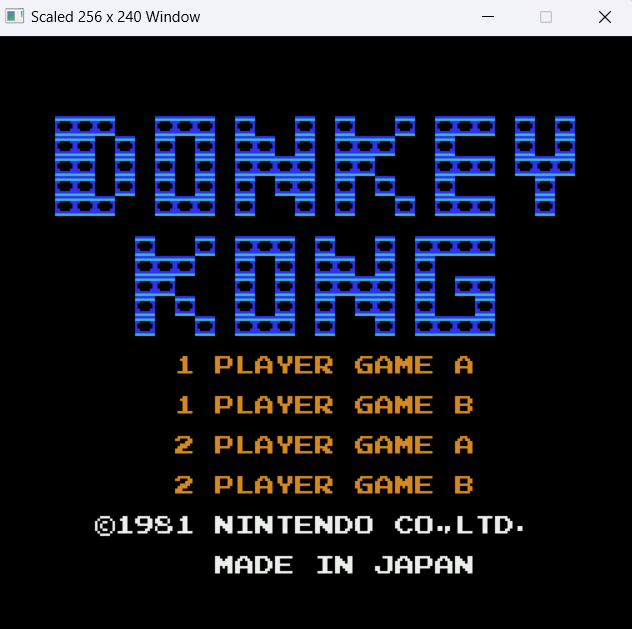 Scaled 256 x 240 Window
DONKEY
KONG
1 PLAYER GAME A
1 PLAYER GAME B
2 PLAYER GAME A
2 PLAYER GAME B
©1981 NINTENDO CO.,LTD.
MADE IN JAPAN